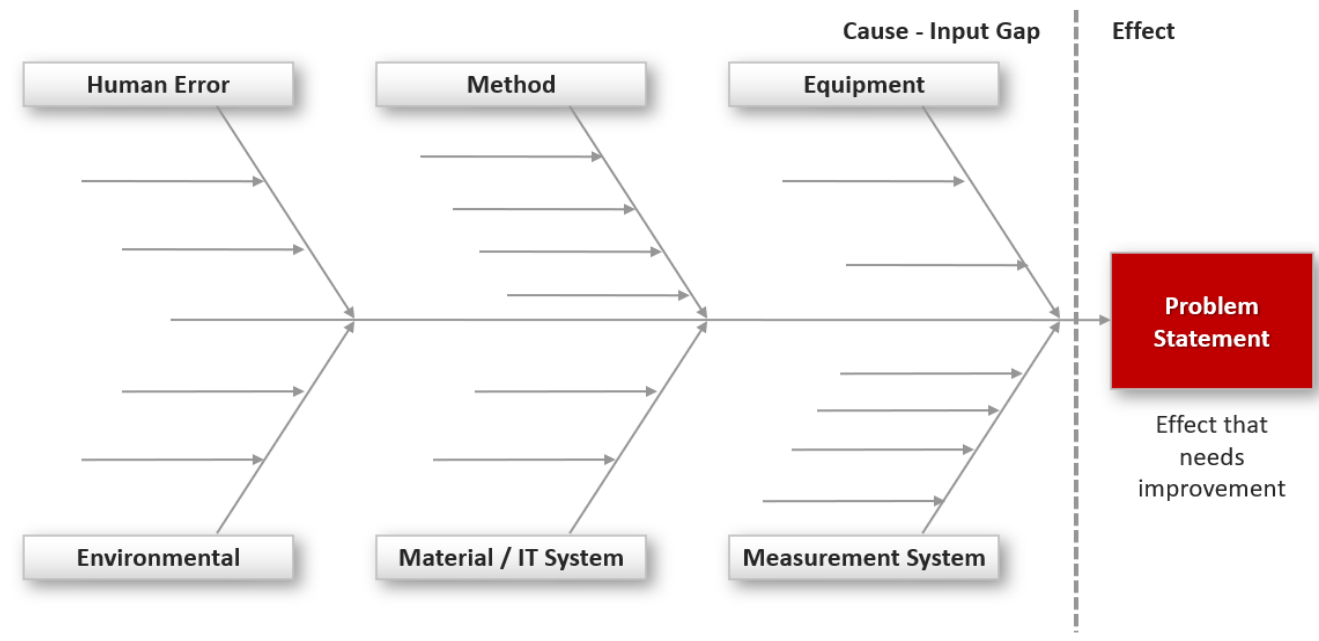 Cause - Input Gap
Effect
Human Error
Method
Equipment
Problem
Statement
Effect that
needs
improvement
Environmental
Material / IT System
Measurement System